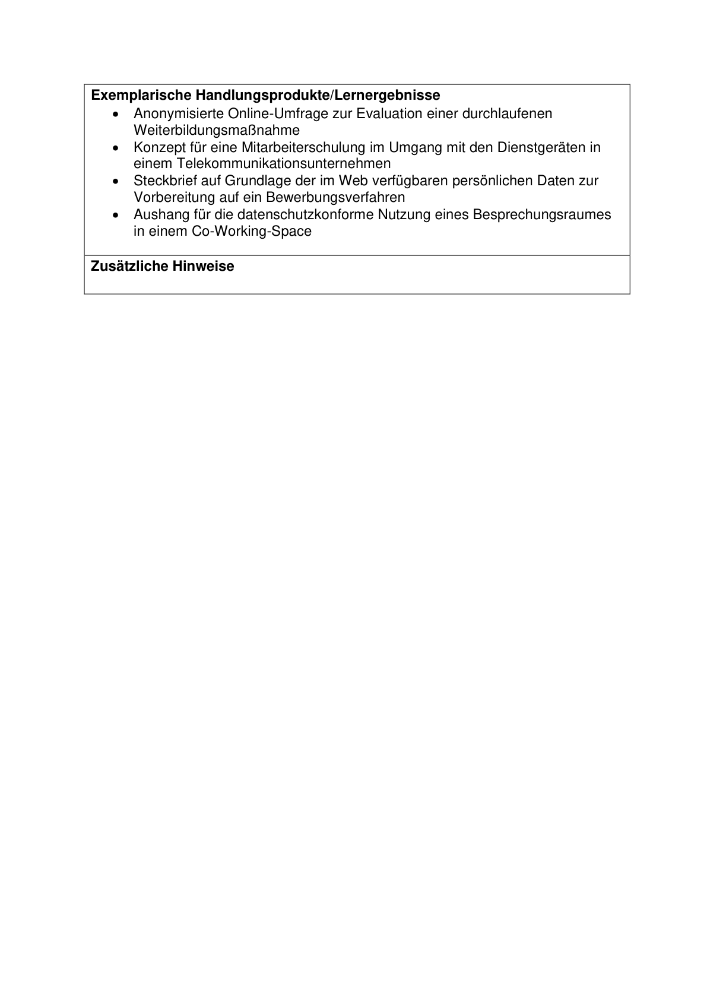 Exemplarische Handlungsprodukte/Lernergebnisse
• Anonymisierte Online-Umfrage zur Evaluation einer durchlaufenen
Weiterbildungsmaßnahme
• Konzept für eine Mitarbeiterschulung im Umgang mit den Dienstgeräten in
einem Telekommunikationsunternehmen
• Steckbrief auf Grundlage der im Web verfügbaren persönlichen Daten zur
Vorbereitung auf ein Bewerbungsverfahren
• Aushang für die datenschutzkonforme Nutzung eines Besprechungsraumes
in einem Co-Working-Space
Zusätzliche Hinweise